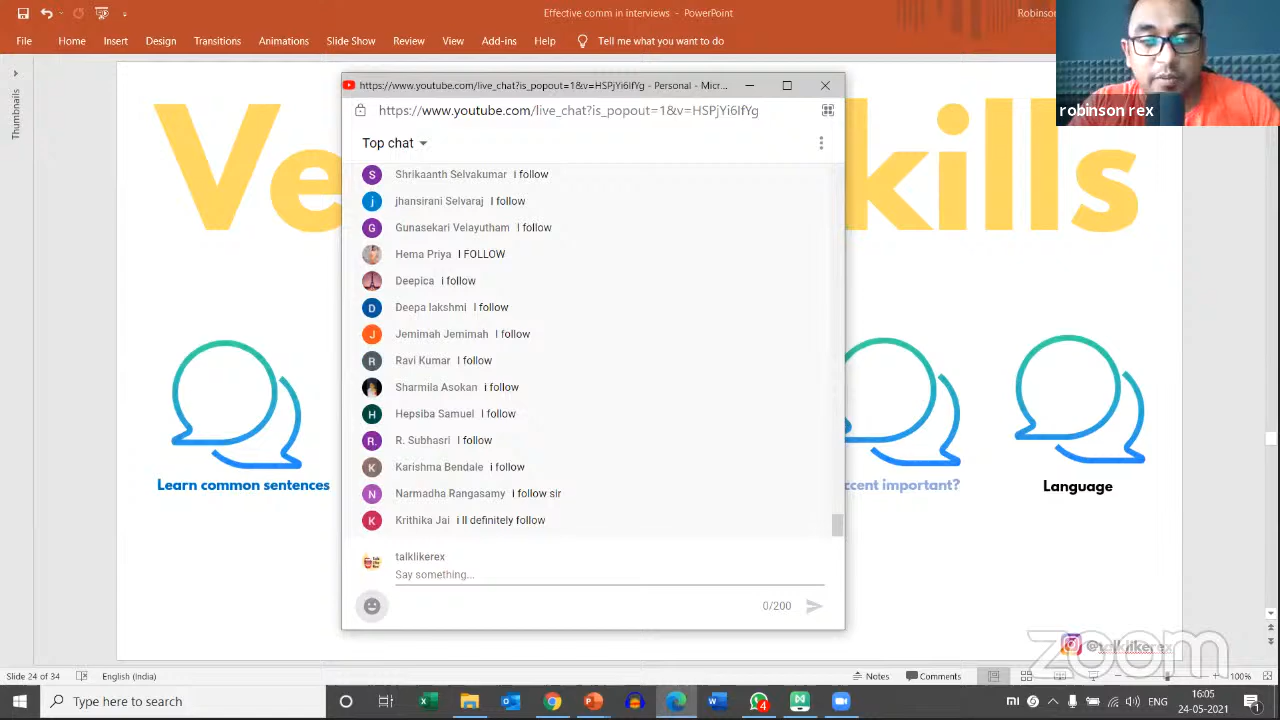 Effective comm in interviews - PowerPoint
Robinson
File Home Insert Design Transitions Animations Slide Show Review View Add-ins Help Tell me what you want to do
robinson rex
Thumbnails
Ve
kills
https://www.youtube.com/live_chat?is_popout=1&v=HSPjYi6IfYg - Personal - Micr...
https://www.youtube.com/live_chat?is_popout=1&v=HSPjYi6IfYg
Top chat
S Shrikaanth Selvakumar i follow
j jhansirani Selvaraj I follow
G Gunasekari Velayutham I follow
Hema Priya I FOLLOW
Deepica i follow
D Deepa lakshmi I follow
J Jemimah Jemimah I follow
R Ravi Kumar I follow
Sharmila Asokan i follow
H Hepsiba Samuel I follow
R. R. Subhasri I follow
K Karishma Bendale i follow
N Narmadha Rangasamy i follow sir
K Krithika Jai i ll definitely follow
talklikerex
Say something...
0/200
Learn common sentences
ccent important?
Language
@talklikerex
zoom
Slide 24 of 34 English (India) Notes Comments 100%
Type here to search
4
16:05
24-05-2021
1